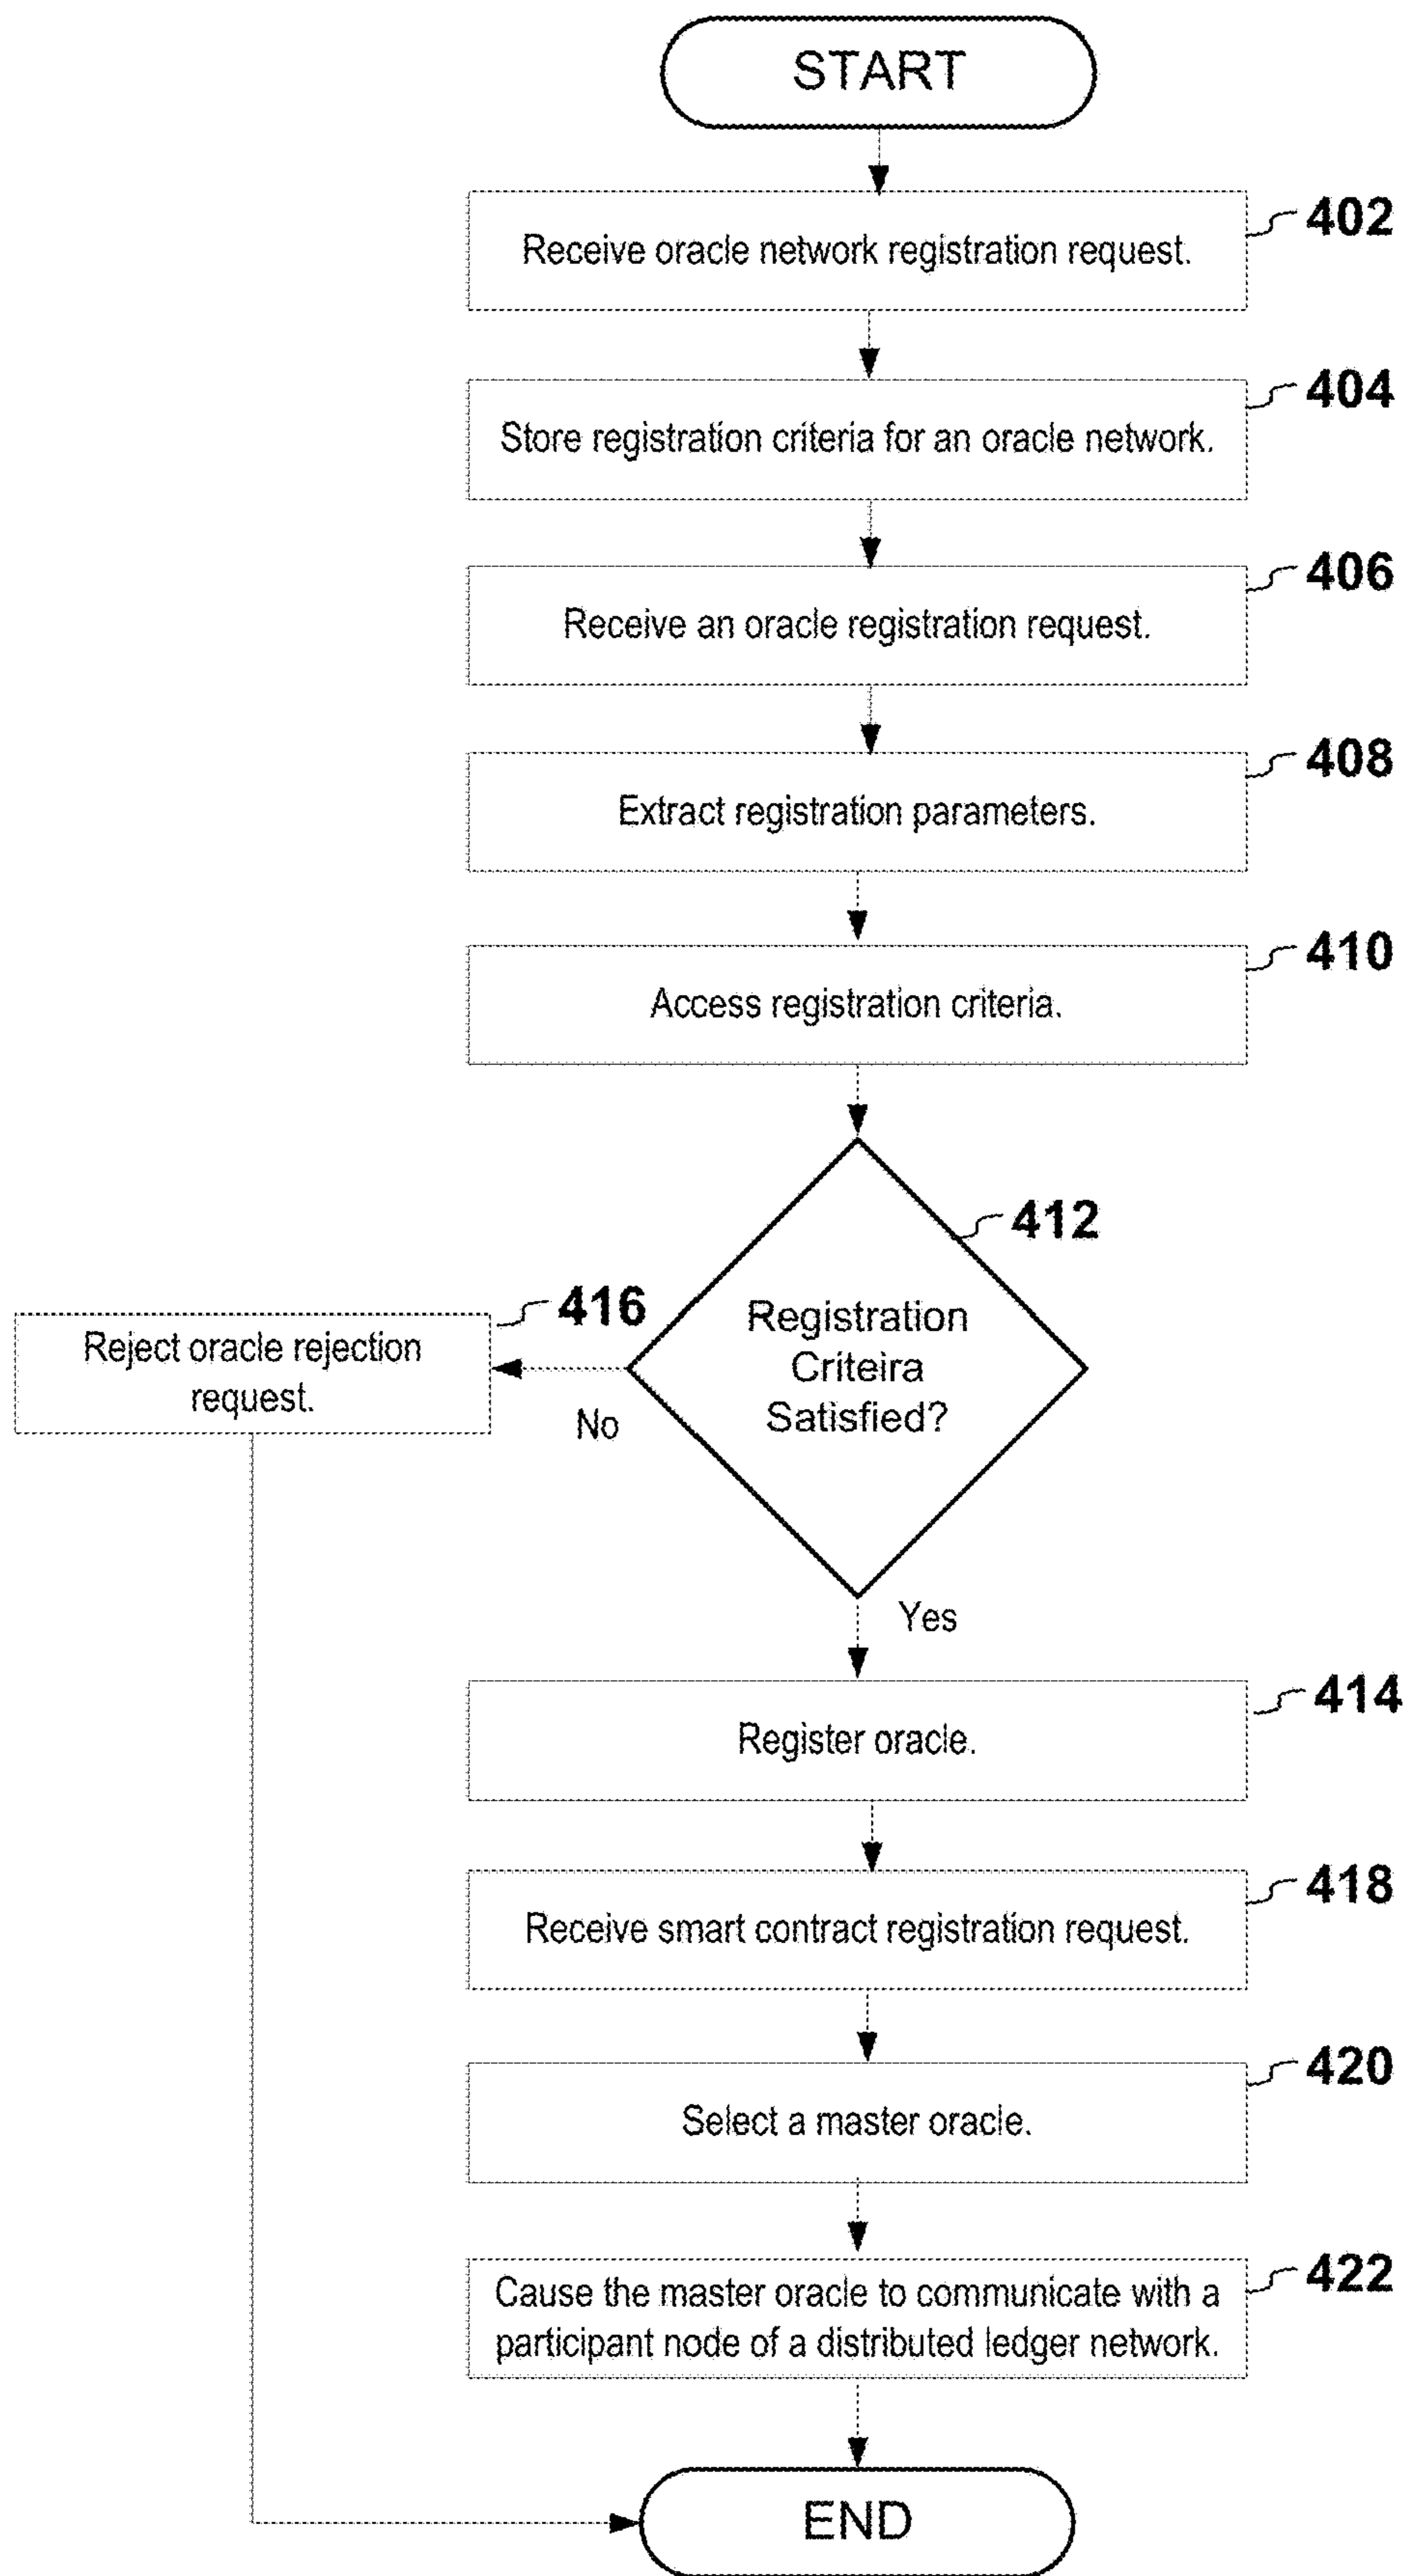 START
402
Receive oracle network registration request.
404
Store registration criteria for an oracle network.
406
Receive an oracle registration request.
408
Extract registration parameters.
410
Access registration criteria.
412
Registration
Criteira
Satisfied?
416
Reject oracle rejection
request.
No
Yes
414
Register oracle.
418
Receive smart contract registration request.
420
Select a master oracle.
422
Cause the master oracle to communicate with a
participant node of a distributed ledger network.
END